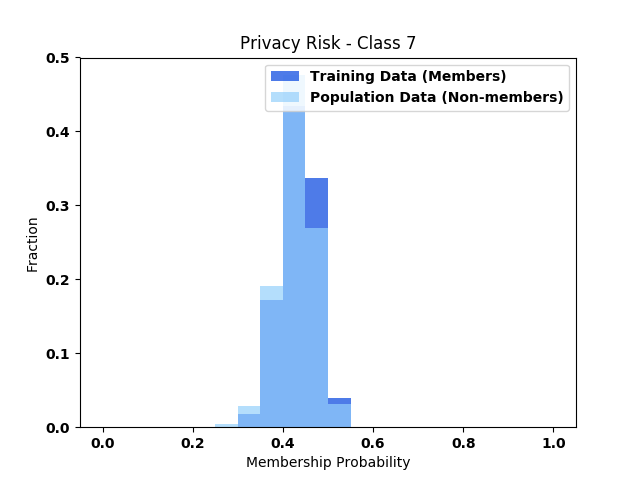 Privacy Risk - Class 7
Training Data (Members)
Population Data (Non-members)
0.5
0.4
0.3
0.2
0.1
0.0
Fraction
0.0 0.2 0.4 0.6 0.8 1.0
Membership Probability